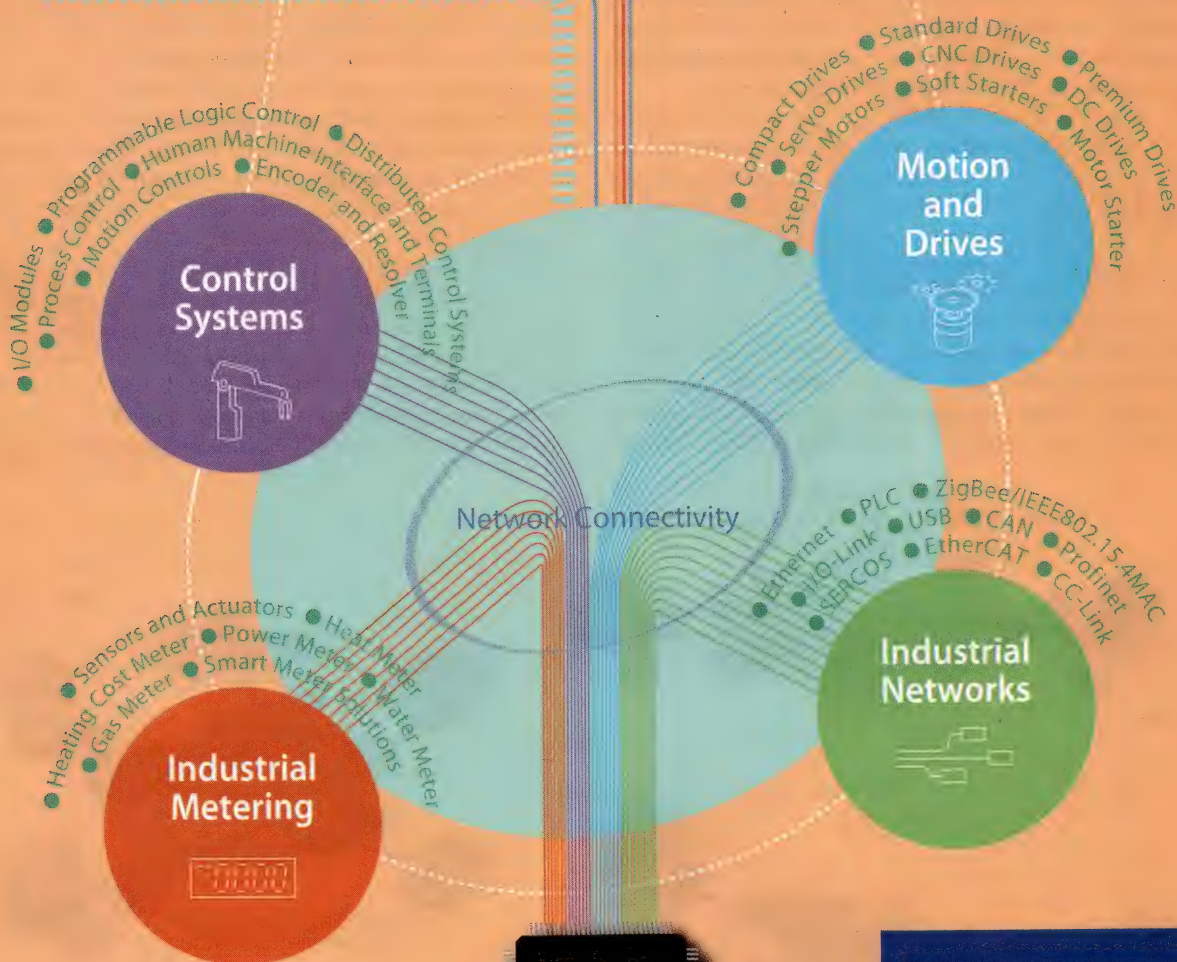 ● Compact Drives ● Standard Drives ● Premium Drives
● Servo Drives ● CNC Drives ● DC Drives
● Stepper Motors ● Soft Starters ● Motor Starter
Motion
and
Drives
● I/O Modules ● Programmable Logic Control ● Distributed Control Systems
● Process Control ● Human Machine Interface and Terminals
● Motion Controls ● Encoder and Resolver
Control
Systems
Network Connectivity
● Ethernet ● PLC ● ZigBee/IEEE802.15.4MAC
● I/O-Link ● USB ● CAN ● Profinet
● SERCOS ● EtherCAT ● CC-Link
Industrial
Networks
● Sensors and Actuators ● Heat Meter
● Heating Cost Meter ● Power Meter ● Water Meter
● Gas Meter ● Smart Meter Solutions
Industrial
Metering